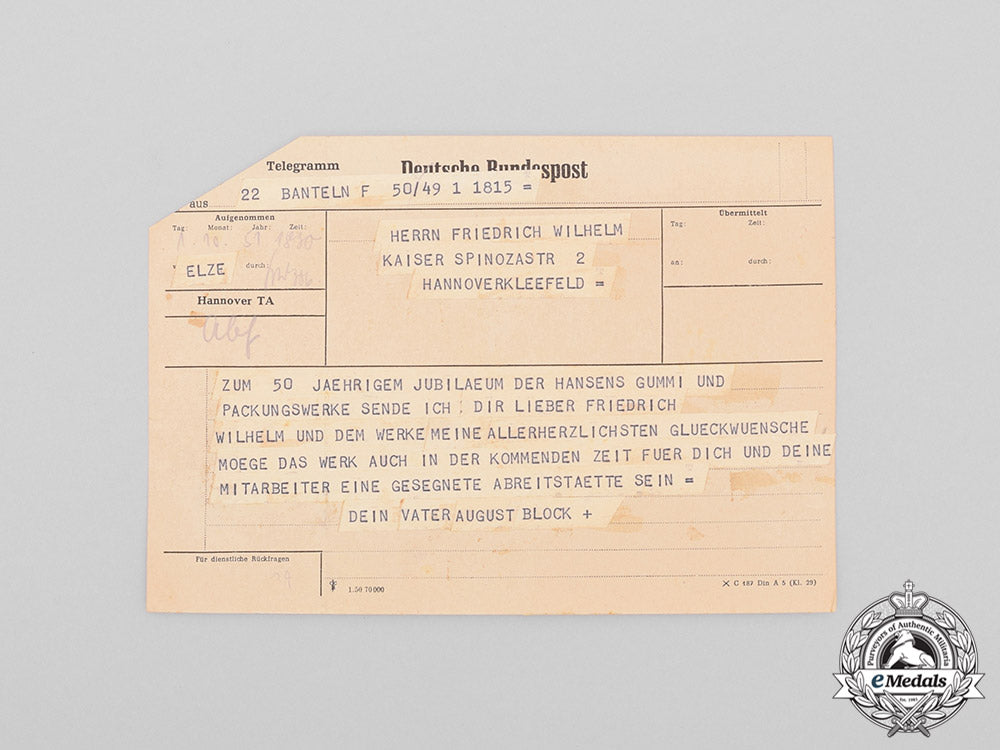 Telegramm Deutsche Bundespost
aus 22 BANTELN F 50/49 1 1815 =
Aufgenommen
Tag: Monat: Jahr: Zeit:
1. 10. 51 1830
ELZE durch:
Hannover TA
HERRN FRIEDRICH WILHELM
KAISER SPINOZASTR 2
HANNOVERKLEEFELD =
Übermittelt
Tag: Zeit:
an: durch:
ZUM 50 JAEHRIGEM JUBILAEUM DER HANSENS GUMMI UND
PACKUNGSWERKE SENDE ICH DIR LIEBER FRIEDRICH
WILHELM UND DEM WERKE MEINE ALLERHERZLICHSTEN GLUECKWUENSCHE
MOEGE DAS WERK AUCH IN DER KOMMENDEN ZEIT FUER DICH UND DEINE
MITARBEITER EINE GESEGNETE ABREITSTAETTE SEIN =
DEIN VATER AUGUST BLOCK +
Für dienstliche Rückfragen
1.50 70000
C 187 Din A 5 (Kl. 29)
Purveyors of Authentic Militaria
eMedals